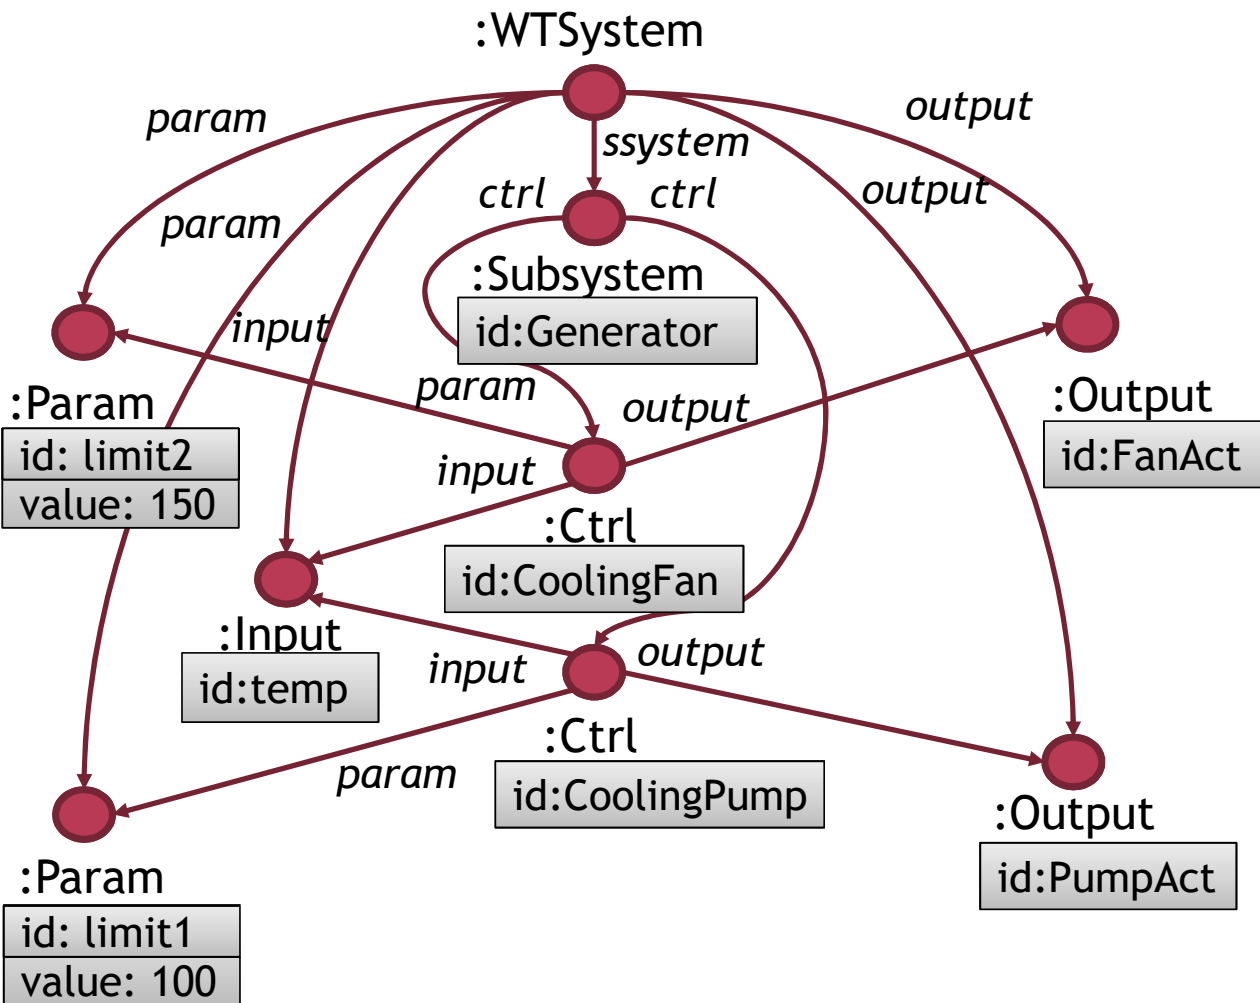 :WTSystem
param
output
ssystem
ctrl
ctrl
output
param
:Subsystem
id:Generator
input
param
output
:Param
id: limit2
value: 150
:Output
id:FanAct
input
:Ctrl
id:CoolingFan
:Input
id:temp
input
output
:Ctrl
id:CoolingPump
param
:Output
id:PumpAct
:Param
id: limit1
value: 100